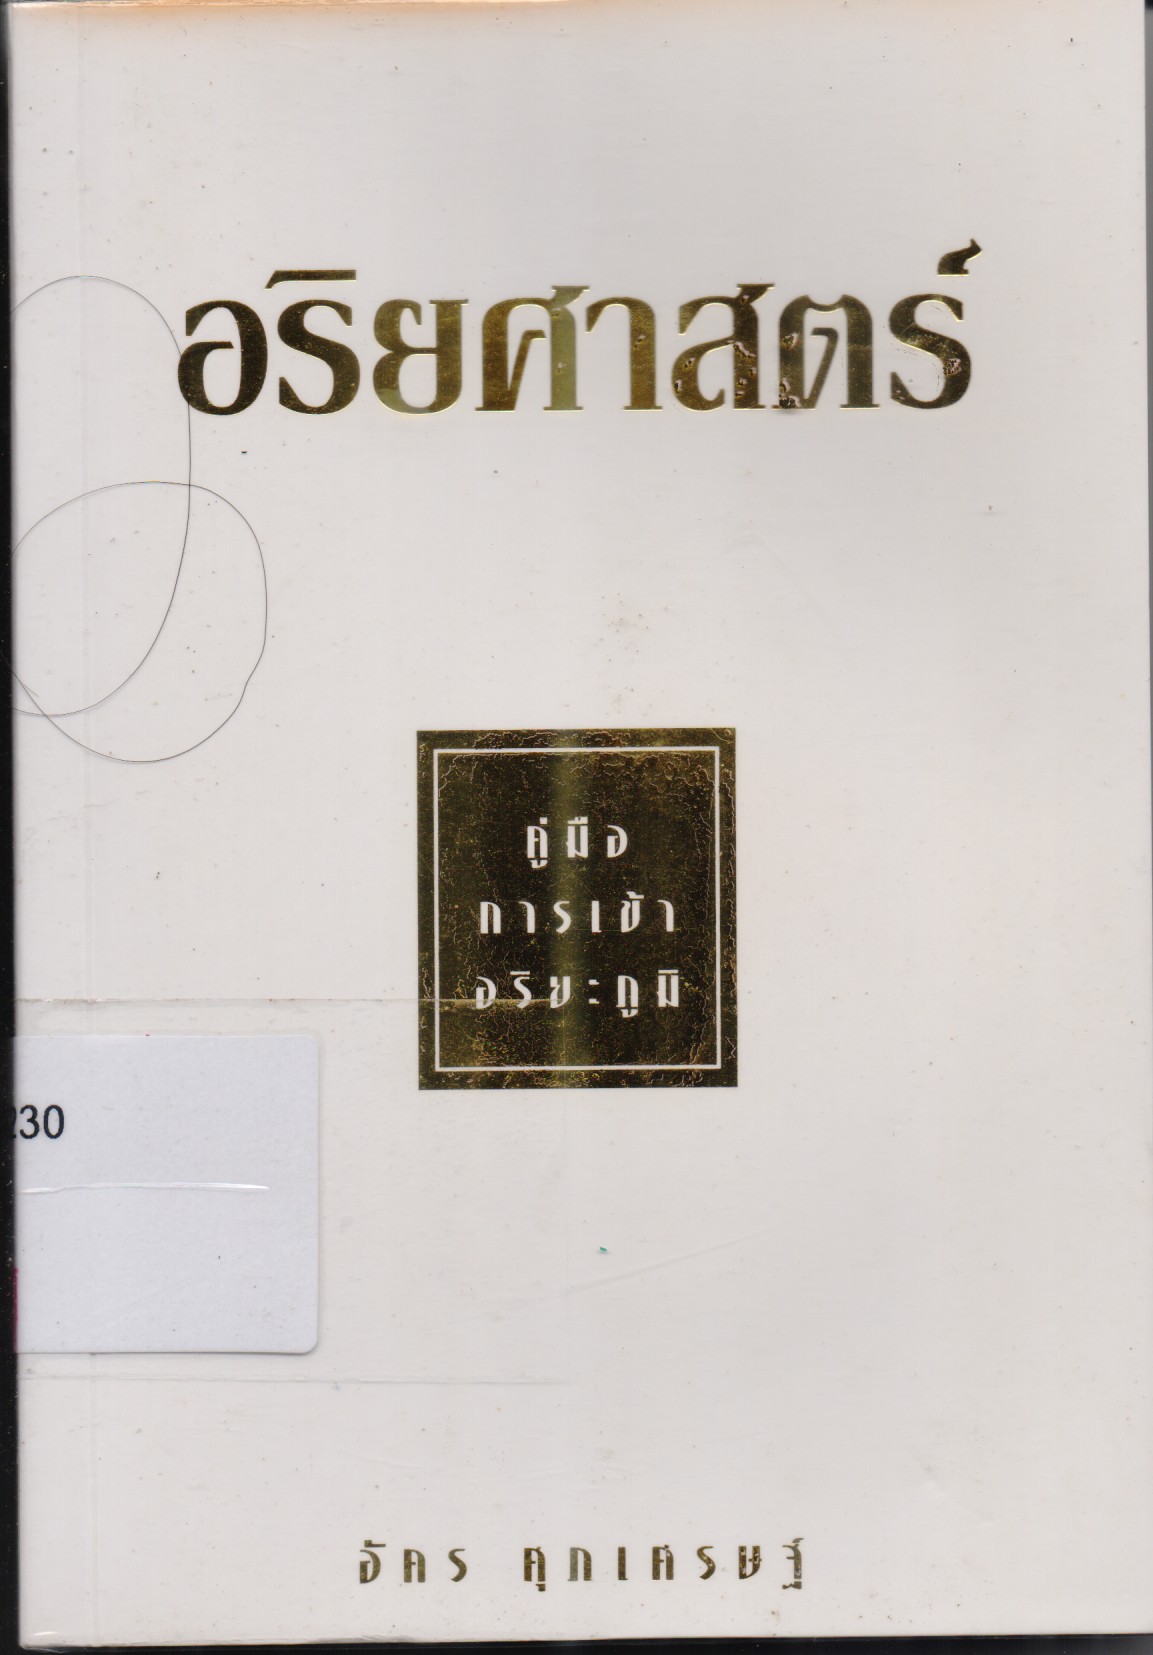 อริยศาสตร์
คู่มือ
การเข้า
อริยะภูมิ
230
อัคร ศุภเศรษฐ์